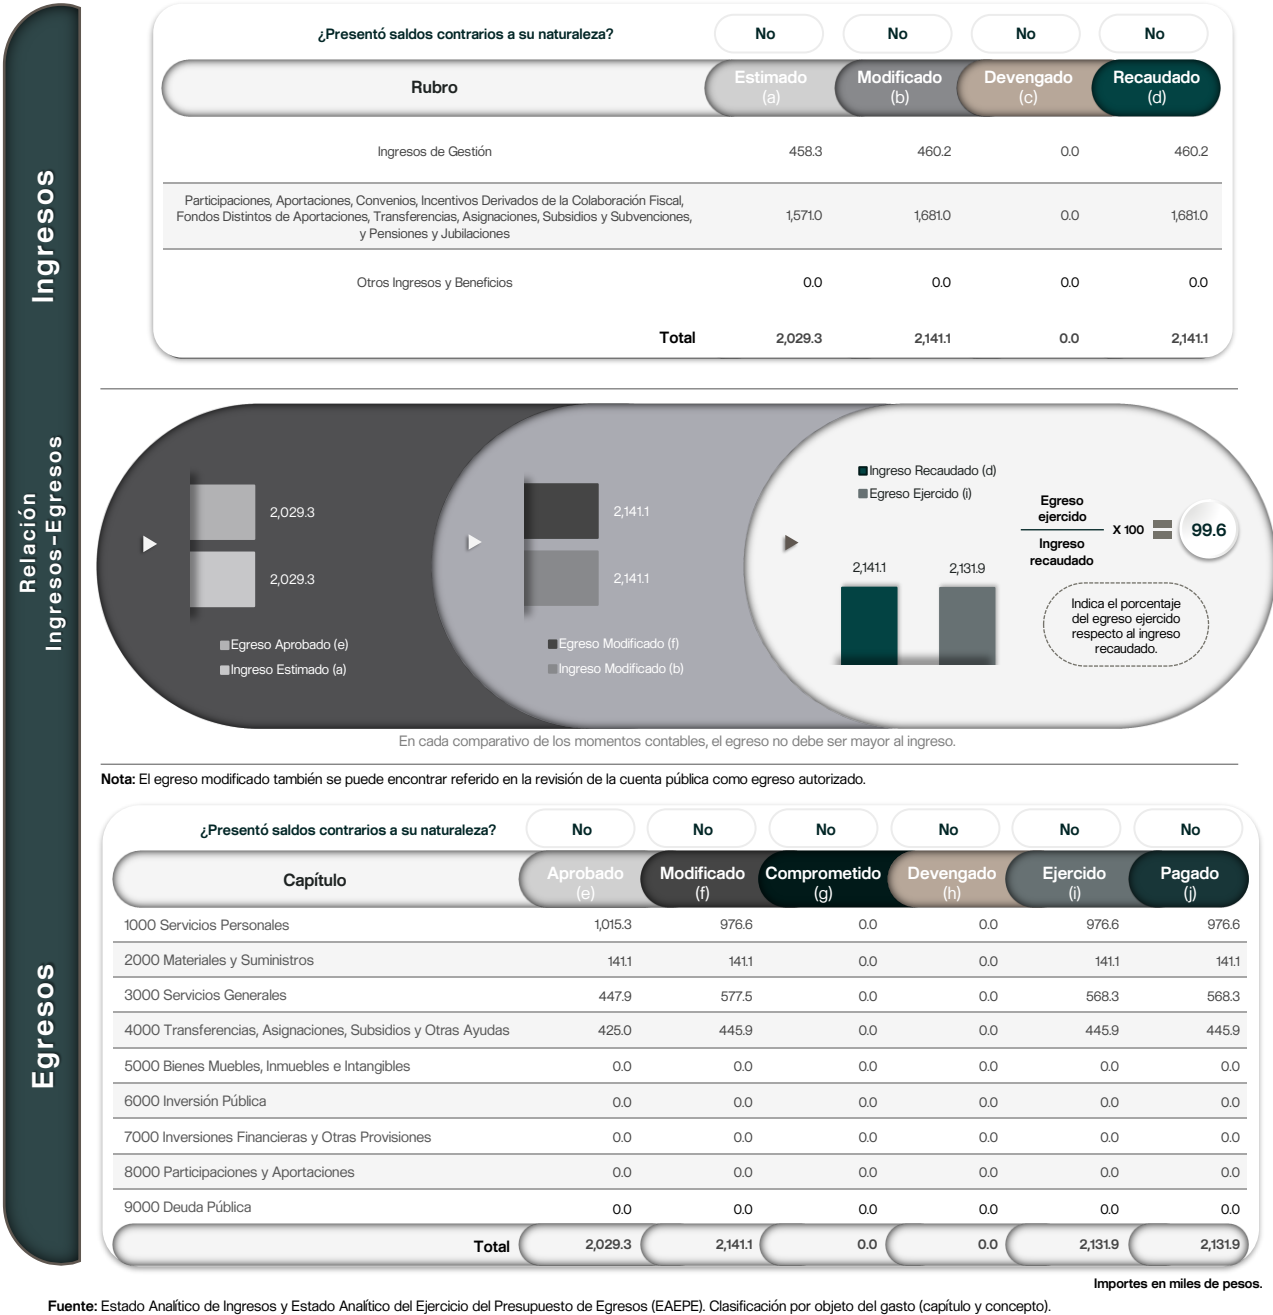 Ingresos
¿Presentó saldos contrarios a su naturaleza? No No No No
Rubro Estimado (a) Modificado (b) Devengado (c) Recaudado (d)
Ingresos de Gestión 458.3 460.2 0.0 460.2
Participaciones, Aportaciones, Convenios, Incentivos Derivados de la Colaboración Fiscal,
Fondos Distintos de Aportaciones, Transferencias, Asignaciones, Subsidios y Subvenciones, 1,571.0 1,681.0 0.0 1,681.0
y Pensiones y Jubilaciones
Otros Ingresos y Beneficios 0.0 0.0 0.0 0.0
Total 2,029.3 2,141.1 0.0 2,141.1
Relación
Ingresos-Egresos
2,029.3
2,029.3
Egreso Aprobado (e)
Ingreso Estimado (a)
2,141.1
2,141.1
Egreso Modificado (f)
Ingreso Modificado (b)
Ingreso Recaudado (d)
Egreso Ejercido (i)
2,141.1 2,131.9
Egreso
ejercido
Ingreso
recaudado
X 100 = 99.6
Indica el porcentaje
del egreso ejercido
respecto al ingreso
recaudado.
En cada comparativo de los momentos contables, el egreso no debe ser mayor al ingreso.
Nota: El egreso modificado también se puede encontrar referido en la revisión de la cuenta pública como egreso autorizado.
Egresos
¿Presentó saldos contrarios a su naturaleza? No No No No No No
Capítulo Aprobado (e) Modificado (f) Comprometido (g) Devengado (h) Ejercido (i) Pagado (j)
1000 Servicios Personales 1,015.3 976.6 0.0 0.0 976.6 976.6
2000 Materiales y Suministros 141.1 141.1 0.0 0.0 141.1 141.1
3000 Servicios Generales 447.9 577.5 0.0 0.0 568.3 568.3
4000 Transferencias, Asignaciones, Subsidios y Otras Ayudas 425.0 445.9 0.0 0.0 445.9 445.9
5000 Bienes Muebles, Inmuebles e Intangibles 0.0 0.0 0.0 0.0 0.0 0.0
6000 Inversión Pública 0.0 0.0 0.0 0.0 0.0 0.0
7000 Inversiones Financieras y Otras Provisiones 0.0 0.0 0.0 0.0 0.0 0.0
8000 Participaciones y Aportaciones 0.0 0.0 0.0 0.0 0.0 0.0
9000 Deuda Pública 0.0 0.0 0.0 0.0 0.0 0.0
Total 2,029.3 2,141.1 0.0 0.0 2,131.9 2,131.9
Importes en miles de pesos.
Fuente: Estado Analítico de Ingresos y Estado Analítico del Ejercicio del Presupuesto de Egresos (EAEPE). Clasificación por objeto del gasto (capítulo y concepto).